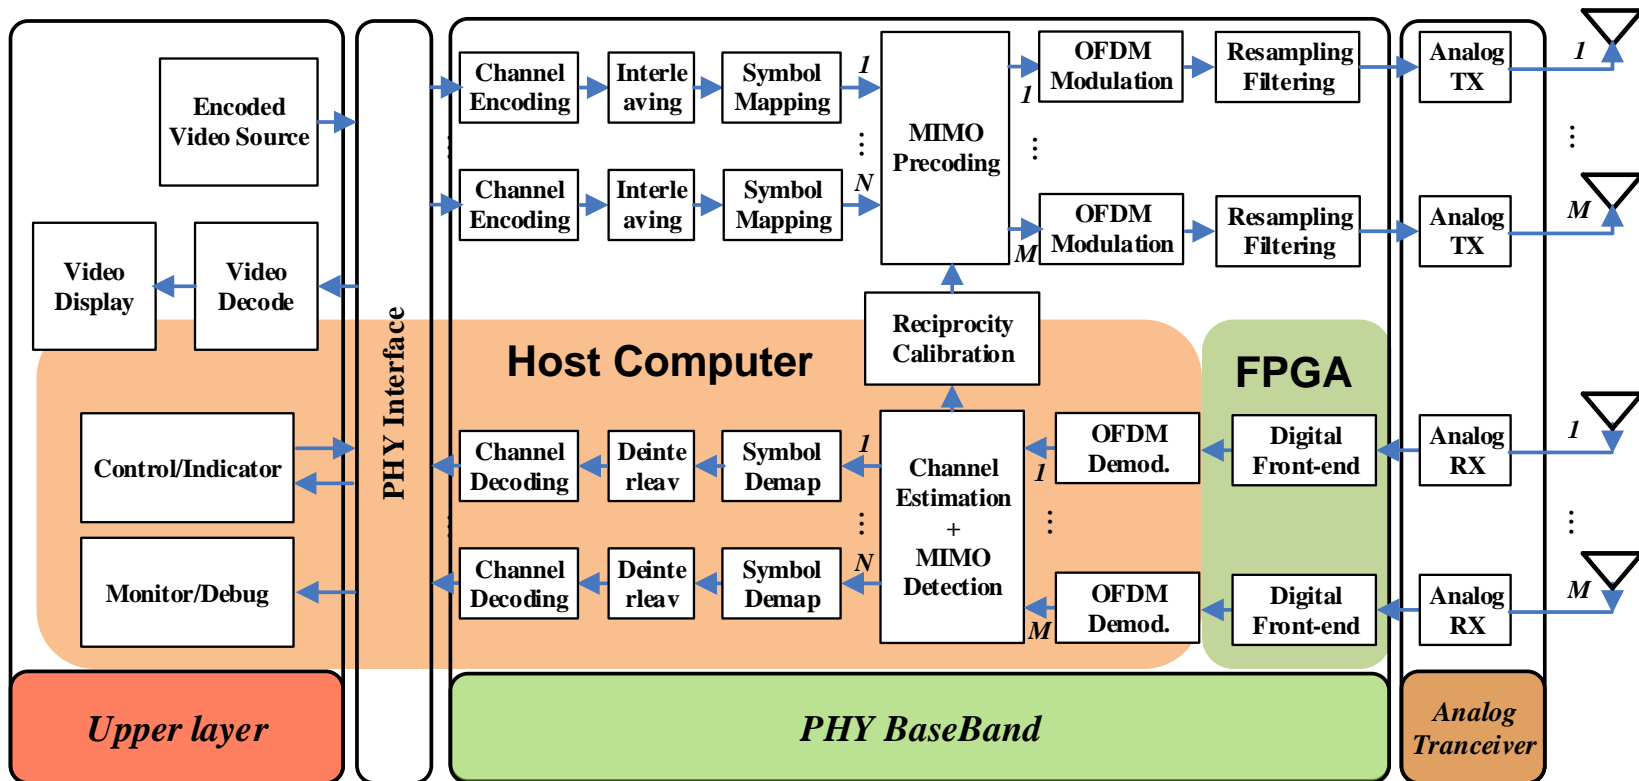 Encoded
Video Source
Video
Display
Video
Decode
Control/Indicator
Monitor/Debug
Upper layer
PHY Interface
Channel
Encoding
Interle
aving
Symbol
Mapping
1
⋮
⋮
Channel
Encoding
Interle
aving
Symbol
Mapping
N
MIMO
Precoding
1
⋮
M
OFDM
Modulation
Resampling
Filtering
OFDM
Modulation
Resampling
Filtering
Analog
TX
1
⋮
Analog
TX
M
Reciprocity
Calibration
Host Computer
FPGA
Channel
Decoding
Deinte
rleav
Symbol
Demap
1
⋮
⋮
Channel
Decoding
Deinte
rleav
Symbol
Demap
N
Channel
Estimation
+
MIMO
Detection
1
⋮
M
OFDM
Demod.
Digital
Front-end
OFDM
Demod.
Digital
Front-end
Analog
RX
1
⋮
Analog
RX
M
PHY BaseBand
Analog
Tranceiver